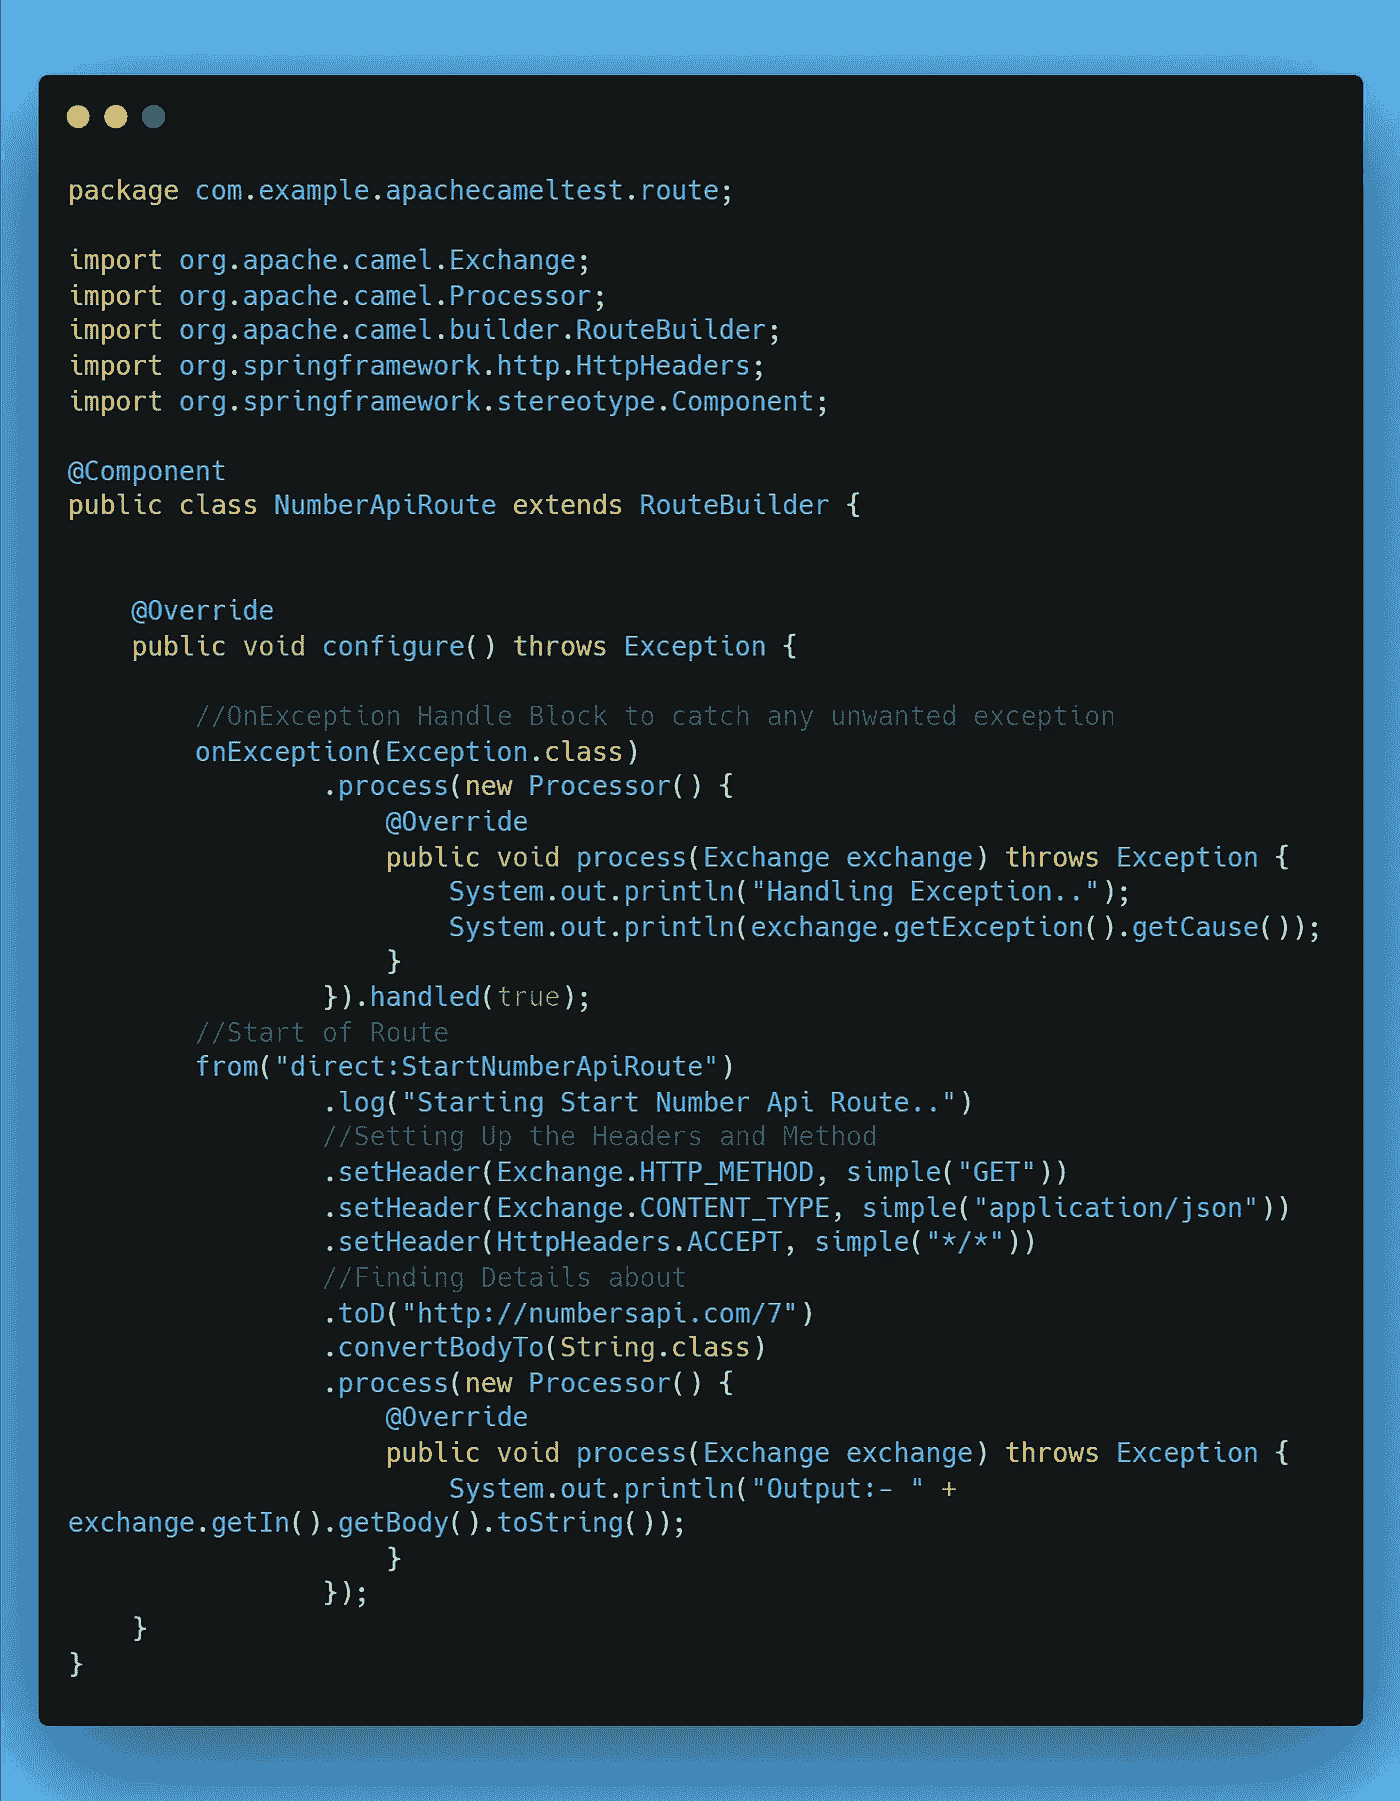 package com.example.apachecameltest.route;

import org.apache.camel.Exchange;
import org.apache.camel.Processor;
import org.apache.camel.builder.RouteBuilder;
import org.springframework.http.HttpHeaders;
import org.springframework.stereotype.Component;

@Component
public class NumberApiRoute extends RouteBuilder {


    @Override
    public void configure() throws Exception {

        //OnException Handle Block to catch any unwanted exception
        onException(Exception.class)
                .process(new Processor() {
                    @Override
                    public void process(Exchange exchange) throws Exception {
                        System.out.println("Handling Exception..");
                        System.out.println(exchange.getException().getCause());
                    }
                }).handled(true);
        //Start of Route
        from("direct:StartNumberApiRoute")
                .log("Starting Start Number Api Route..")
                //Setting Up the Headers and Method
                .setHeader(Exchange.HTTP_METHOD, simple("GET"))
                .setHeader(Exchange.CONTENT_TYPE, simple("application/json"))
                .setHeader(HttpHeaders.ACCEPT, simple("*/*"))
                //Finding Details about
                .toD("http://numbersapi.com/7")
                .convertBodyTo(String.class)
                .process(new Processor() {
                    @Override
                    public void process(Exchange exchange) throws Exception {
                        System.out.println("Output:- " +
exchange.getIn().getBody().toString());
                    }
                });
    }
}